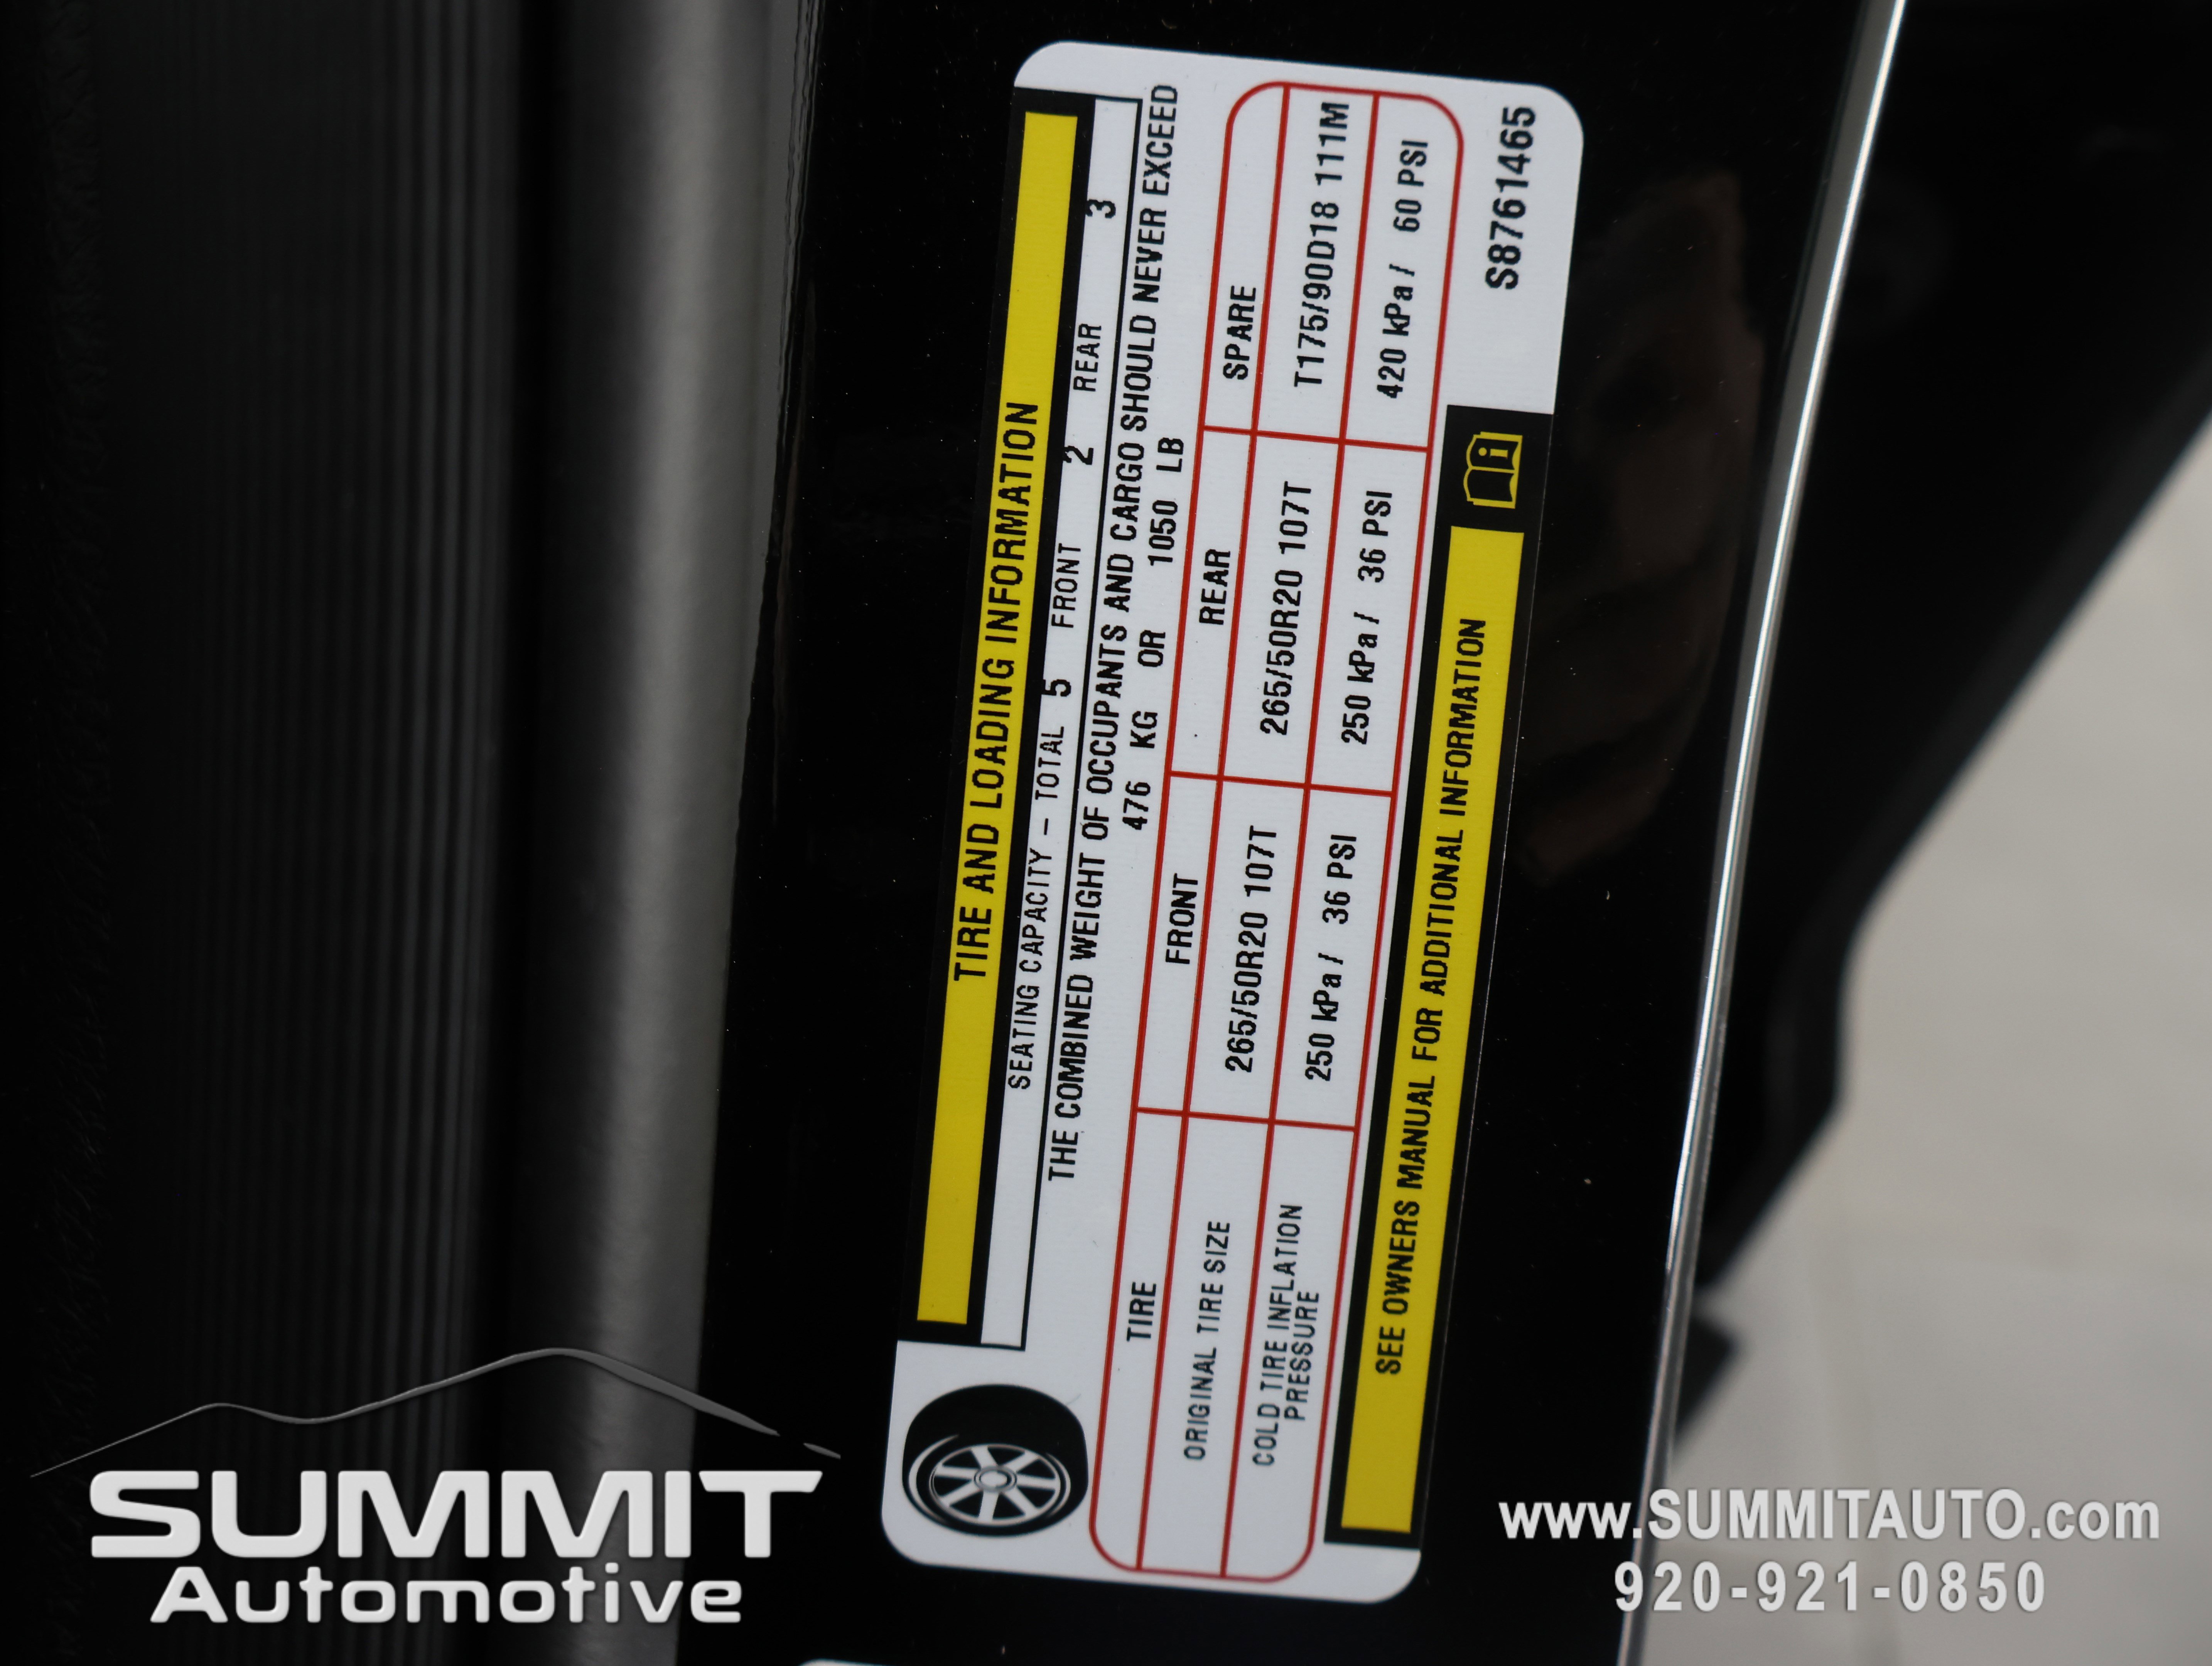 TIRE AND LOADING INFORMATION
SEATING CAPACITY – TOTAL 5 FRONT 2 REAR 3
THE COMBINED WEIGHT OF OCCUPANTS AND CARGO SHOULD NEVER EXCEED
476 KG OR 1050 LB
TIRE FRONT REAR SPARE
ORIGINAL TIRE SIZE 265/50R20 107T 265/50R20 107T T175/90D18 111M
COLD TIRE INFLATION
PRESSURE 250 kPa / 36 PSI 250 kPa / 36 PSI 420 kPa / 60 PSI
SEE OWNERS MANUAL FOR ADDITIONAL INFORMATION
S8761465
SUMMIT
Automotive
www.SUMMITAUTO.com
920-921-0850